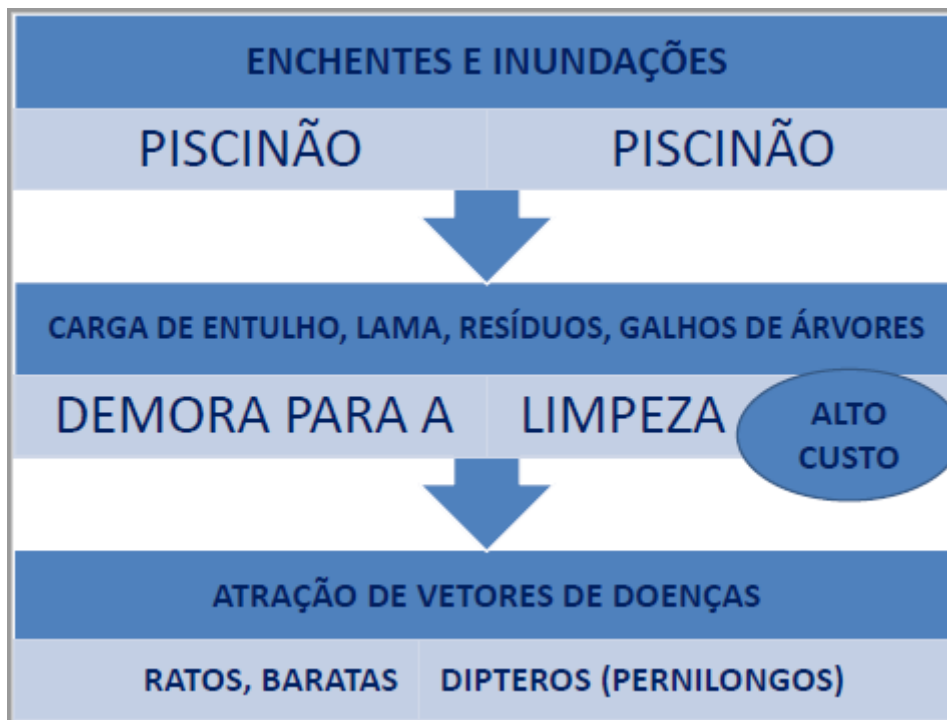 ENCHENTES E INUNDAÇÕES
PISCINÃO PISCINÃO
CARGA DE ENTULHO, LAMA, RESÍDUOS, GALHOS DE ÁRVORES
DEMORA PARA A LIMPEZA
ALTO
CUSTO
ATRAÇÃO DE VETORES DE DOENÇAS
RATOS, BARATAS DIPTEROS (PERNILONGOS)